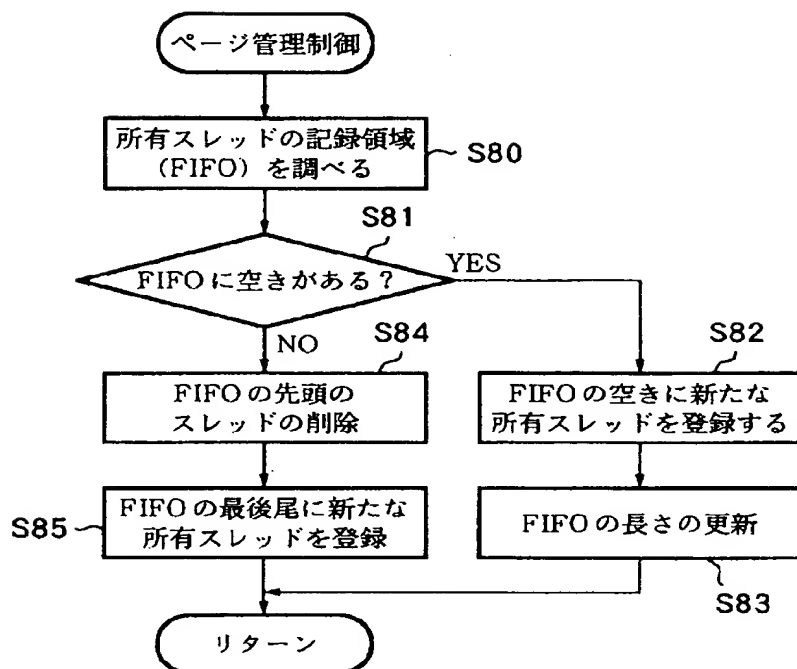 ページ管理制御
所有スレッドの記録領域
（FIFO）を調べる
S80
S81
FIFOに空きがある？
YES
NO
S84
FIFOの先頭の
スレッドの削除
S82
FIFOの空きに新たな
所有スレッドを登録する
S85
FIFOの最後尾に新たな
所有スレッドを登録
FIFOの長さの更新
S83
リターン